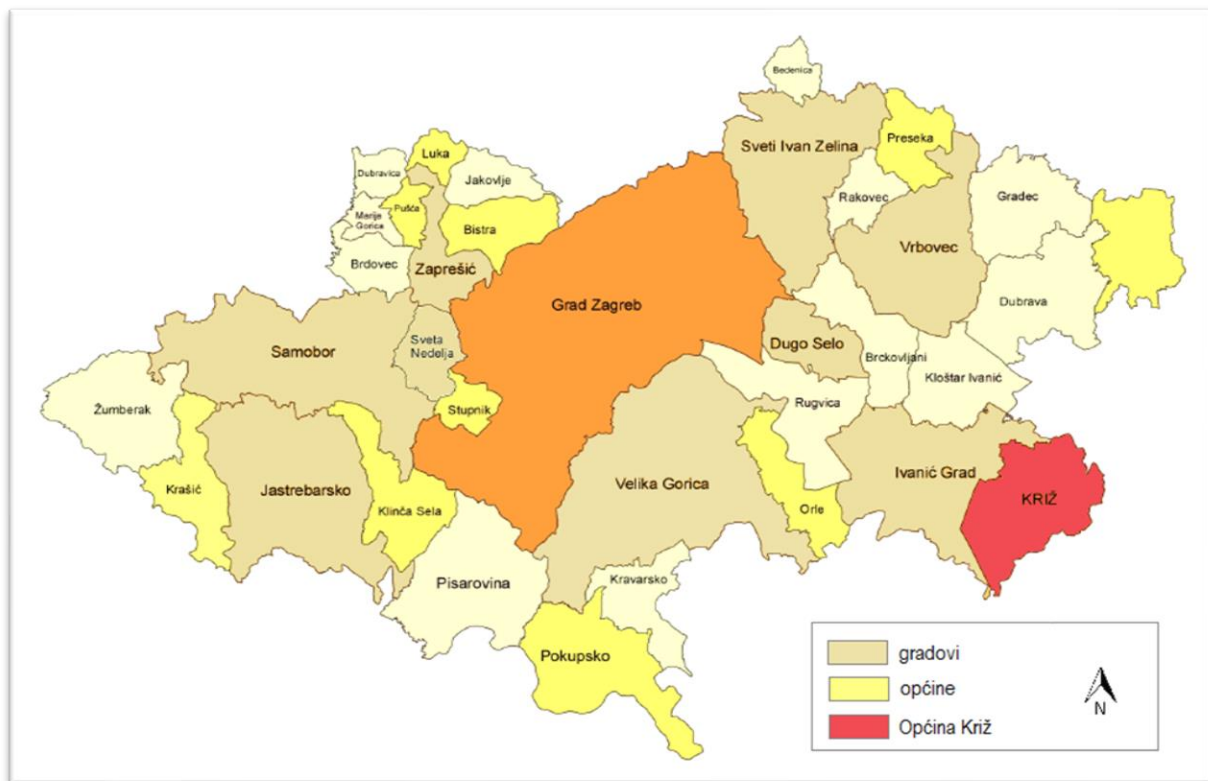 Bedenica
Sveti Ivan Zelina
Preseka
Luka
Dubravica
Jakovlje
Rakovec
Gradec
Pušća
Marija
Gorica
Bistra
Vrbovec
Brdovec
Zaprešić
Grad Zagreb
Dubrava
Samobor
Sveta
Nedelja
Dugo Selo
Brckovljani
Kloštar Ivanić
Žumberak
Stupnik
Rugvica
Krašić
Jastrebarsko
Klinča Sela
Velika Gorica
Orle
Ivanić Grad
KRIŽ
Pisarovina
Kravarsko
Pokupsko
gradovi
općine
Općina Križ
N